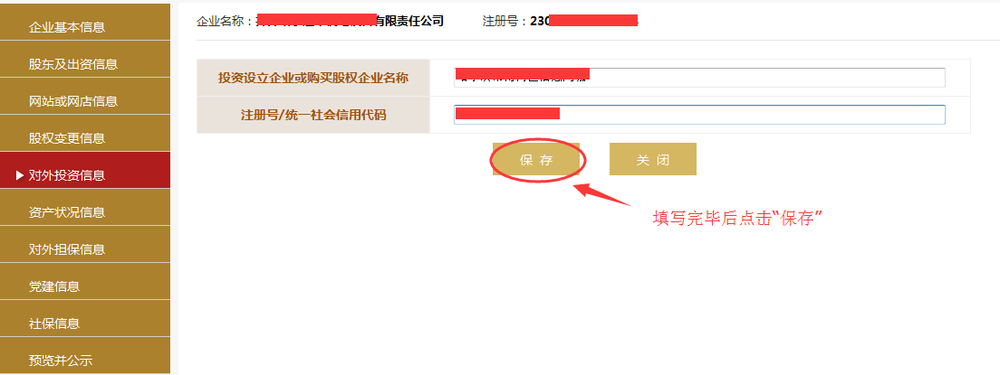 企业基本信息
股东及出资信息
网站或网店信息
股权变更信息
对外投资信息
资产状况信息
对外担保信息
党建信息
社保信息
预览并公示
企业名称： 有限责任公司 注册号：230
投资设立企业或购买股权企业名称
注册号/统一社会信用代码
保 存 关 闭
填写完毕后点击“保存”